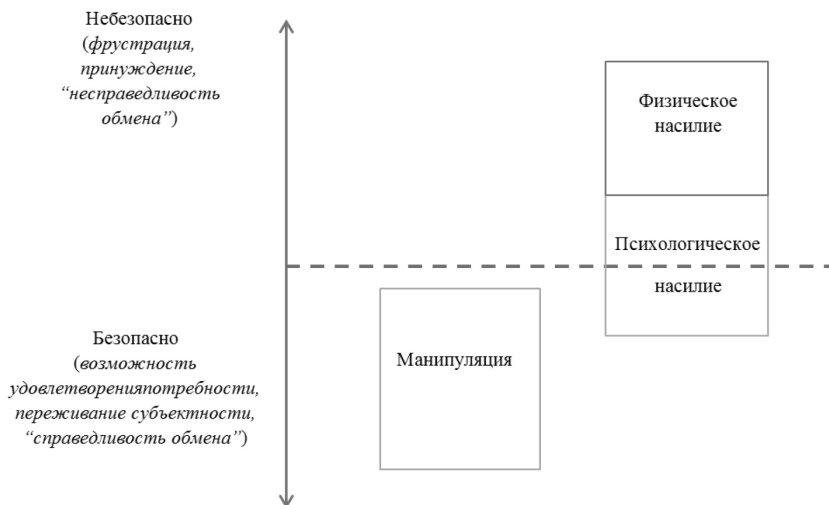 Небезопасно
(фрустрация,
принуждение,
“несправедливость
обмена”)
Физическое
насилие
Психологическое
насилие
Безопасно
(возможность
удовлетворенияпотребности,
переживание субъектности,
“справедливость обмена”)
Манипуляция